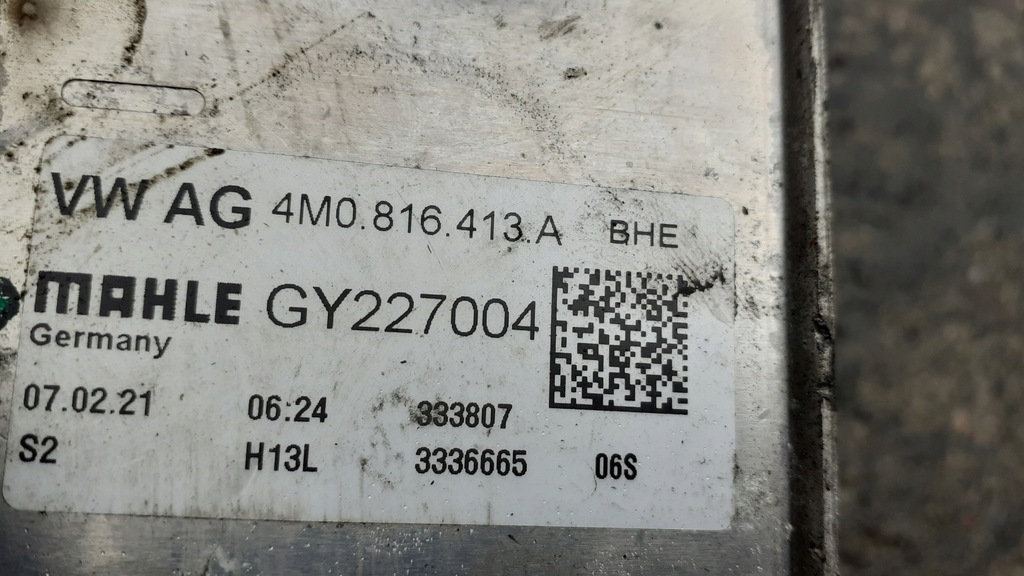 VW AG 4M0.816.413.A BHE
MAHLE GY227004
Germany
07.02.21 06:24 333807
S2 H13L 3336665 06S